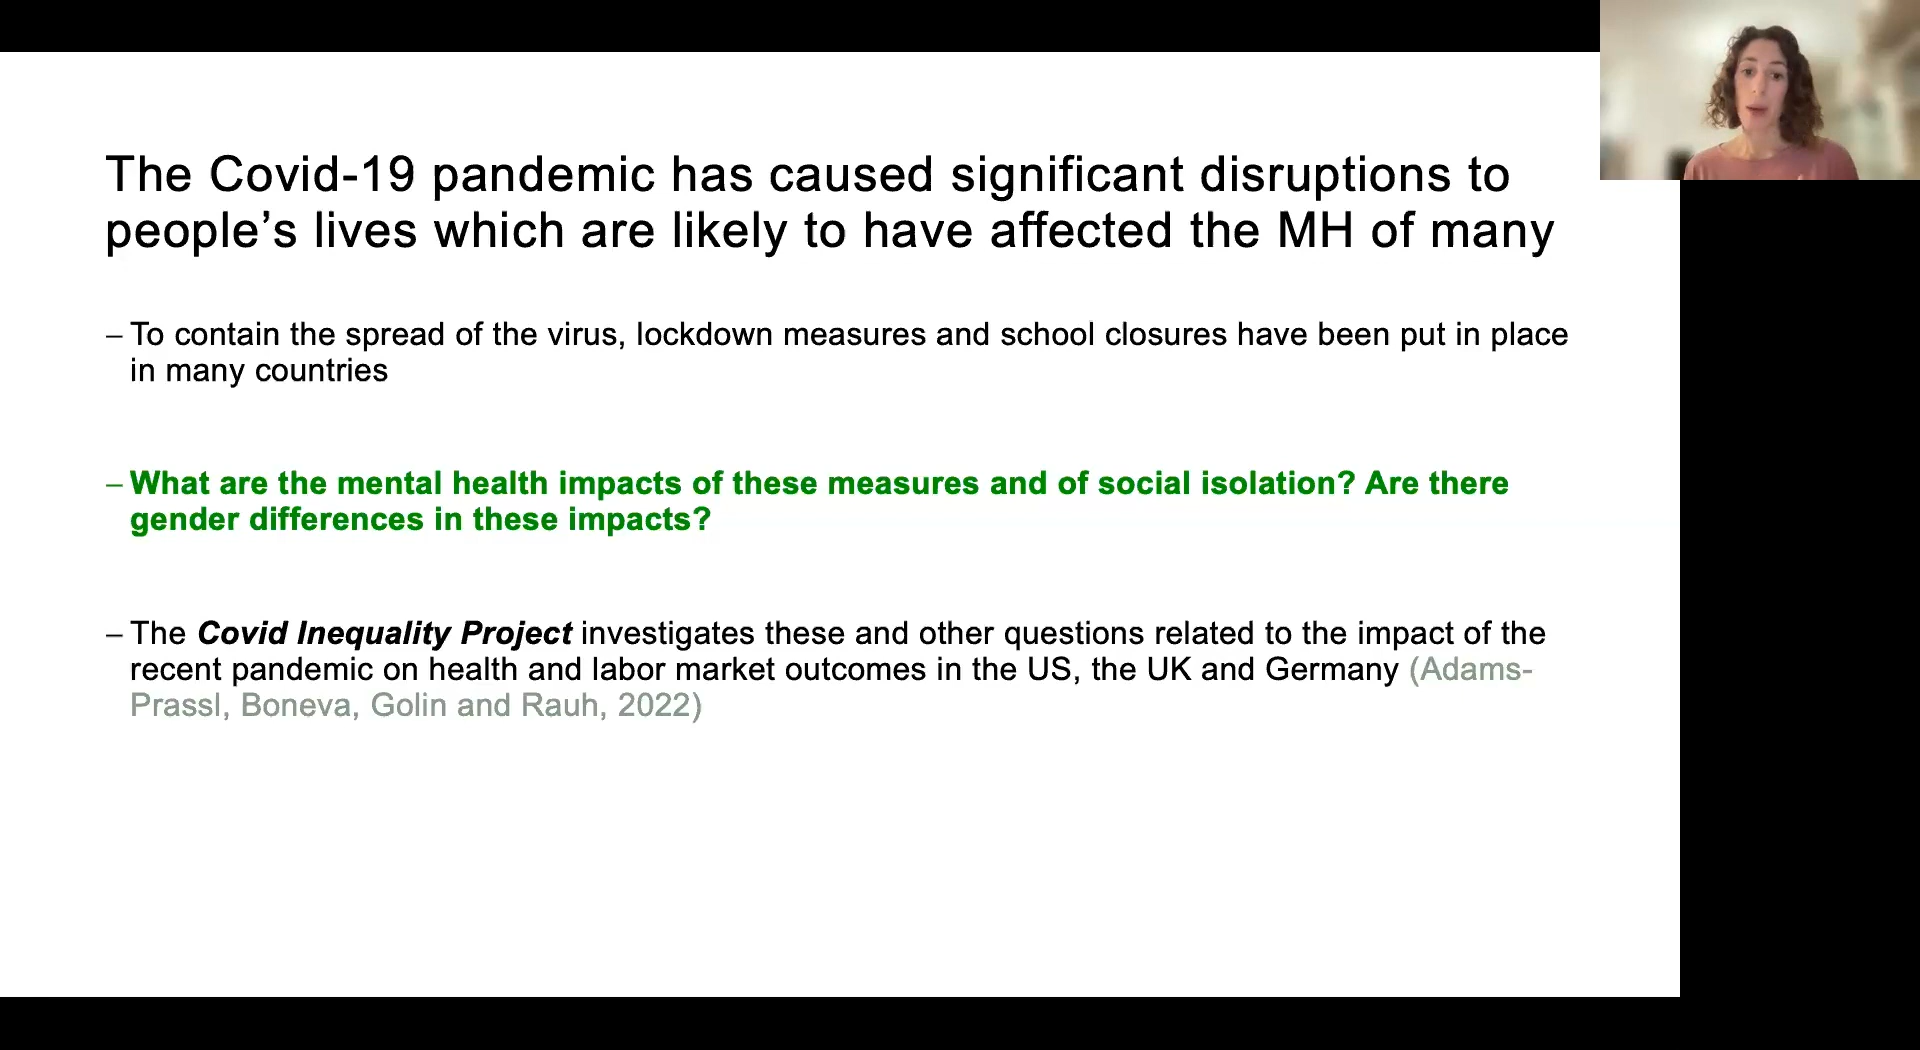 The Covid-19 pandemic has caused significant disruptions to
people’s lives which are likely to have affected the MH of many
– To contain the spread of the virus, lockdown measures and school closures have been put in place
in many countries
– What are the mental health impacts of these measures and of social isolation? Are there
gender differences in these impacts?
– The Covid Inequality Project investigates these and other questions related to the impact of the
recent pandemic on health and labor market outcomes in the US, the UK and Germany (Adams-
Prassl, Boneva, Golin and Rauh, 2022)